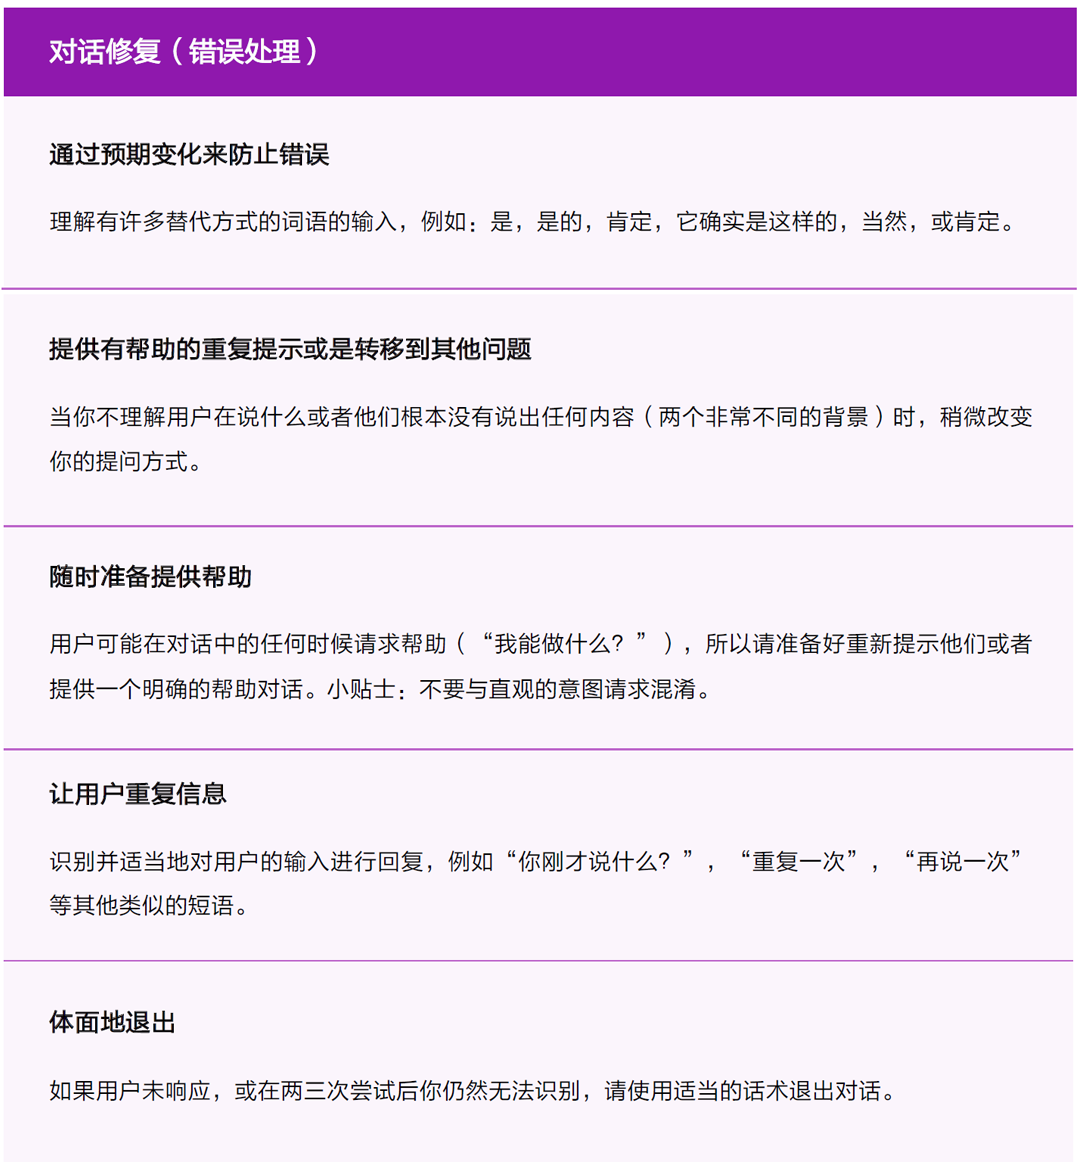 对话修复（错误处理）
通过预期变化来防止错误
理解有许多替代方式的词语的输入，例如：是，是的，肯定，它确实是这样的，当然，或肯定。
提供有帮助的重复提示或是转移到其他问题
当你不理解用户在说什么或者他们根本没有说出任何内容（两个非常不同的背景）时，稍微改变
你的提问方式。
随时准备提供帮助
用户可能在对话中的任何时候请求帮助（“我能做什么？”），所以请准备好重新提示他们或者
提供一个明确的帮助对话。小贴士：不要与直观的意图请求混淆。
让用户重复信息
识别并适当地对用户的输入进行回复，例如“你刚才说什么？”，“重复一次”，“再说一次”
等其他类似的短语。
体面地退出
如果用户未响应，或在两三次尝试后你仍然无法识别，请使用适当的话术退出对话。